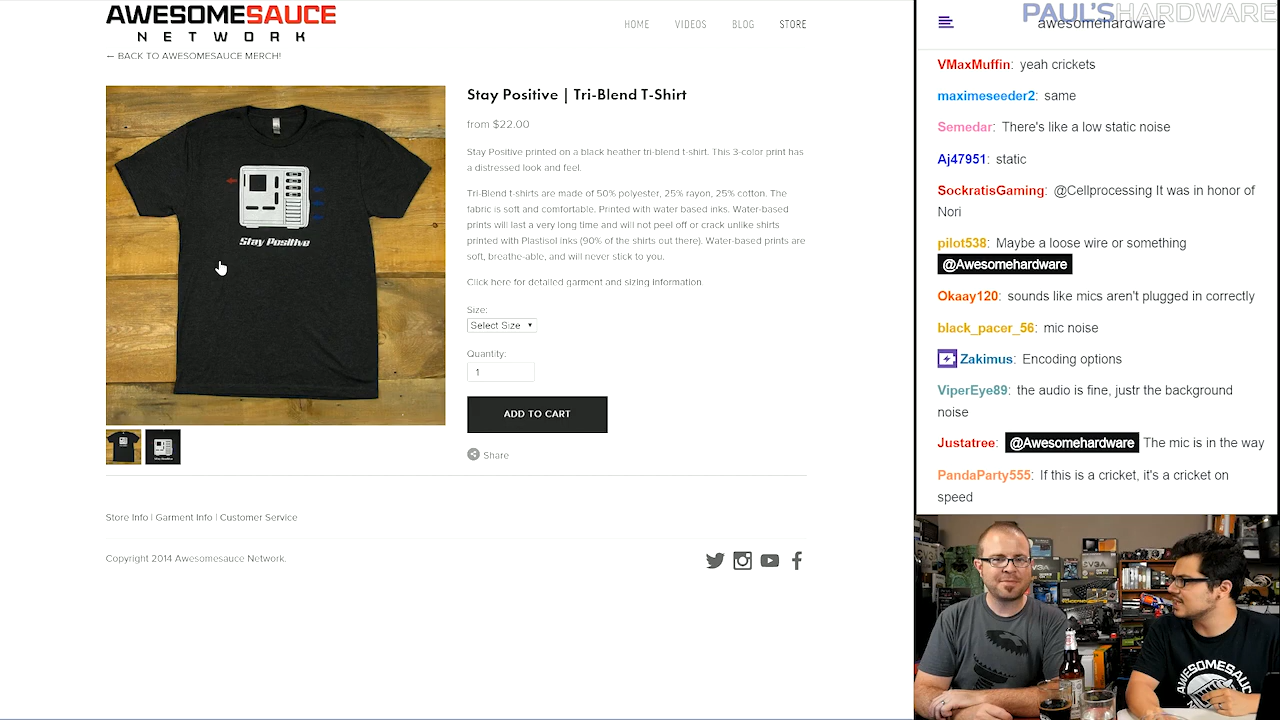 AWESOMESAUCE
NETWORK
HOME VIDEOS BLOG STORE
← BACK TO AWESOMESAUCE MERCH!
Stay Positive
Stay Positive | Tri-Blend T-Shirt
from $22.00
Stay Positive printed on a black heather tri-blend t-shirt. This 3-color print has
a distressed look and feel.
Tri-Blend t-shirts are made of 50% polyester, 25% rayon, 25% cotton. The
fabric is soft and comfortable. Printed with water based inks. Water-based
prints will last a very long time and will not peel off or crack unlike shirts
printed with Plastisol inks (90% of the shirts out there). Water-based prints are
soft, breathe-able, and will never stick to you.
Click here for detailed garment and sizing information.
Size:
Select Size
Quantity:
1
ADD TO CART
Share
Store Info | Garment Info | Customer Service
Copyright 2014 Awesomesauce Network.
PAUL'S HARDWARE
awesomehardware
VMaxMuffin: yeah crickets
maximeseeder2: same
Semedar: There's like a low static noise
Aj47951: static
SockratisGaming: @Cellprocessing It was in honor of
Nori
pilot538: Maybe a loose wire or something
@Awesomehardware
Okaay120: sounds like mics aren't plugged in correctly
black_pacer_56: mic noise
Zakimus: Encoding options
ViperEye89: the audio is fine, justr the background
noise
Justatree: @Awesomehardware The mic is in the way
PandaParty555: If this is a cricket, it's a cricket on
speed
EVGA
EVGA
AWESOMESAUCE